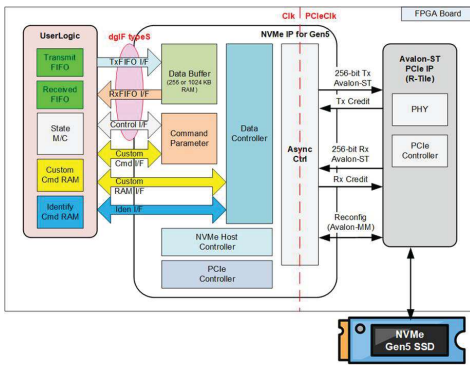 Clk
PCIeClk
FPGA Board
UserLogic
dgIF typeS
NVMe IP for Gen5
Transmit
FIFO
TxFIFO I/F
Data Buffer
(256 or 1024 KB
RAM)
Received
FIFO
RxFIFO I/F
State
M/C
Control I/F
Command
Parameter
Custom
Cmd I/F
Custom
Cmd RAM
Custom
RAM I/F
Identify
Cmd RAM
Iden I/F
Data
Controller
NVMe Host
Controller
PCIe
Controller
Async
Ctrl
256-bit Tx
Avalon-ST
Tx Credit
256-bit Rx
Avalon-ST
Rx Credit
Reconfig
(Avalon-MM)
Avalon-ST
PCIe IP
(R-Tile)
PHY
PCIe
Controller
NVMe
Gen5 SSD